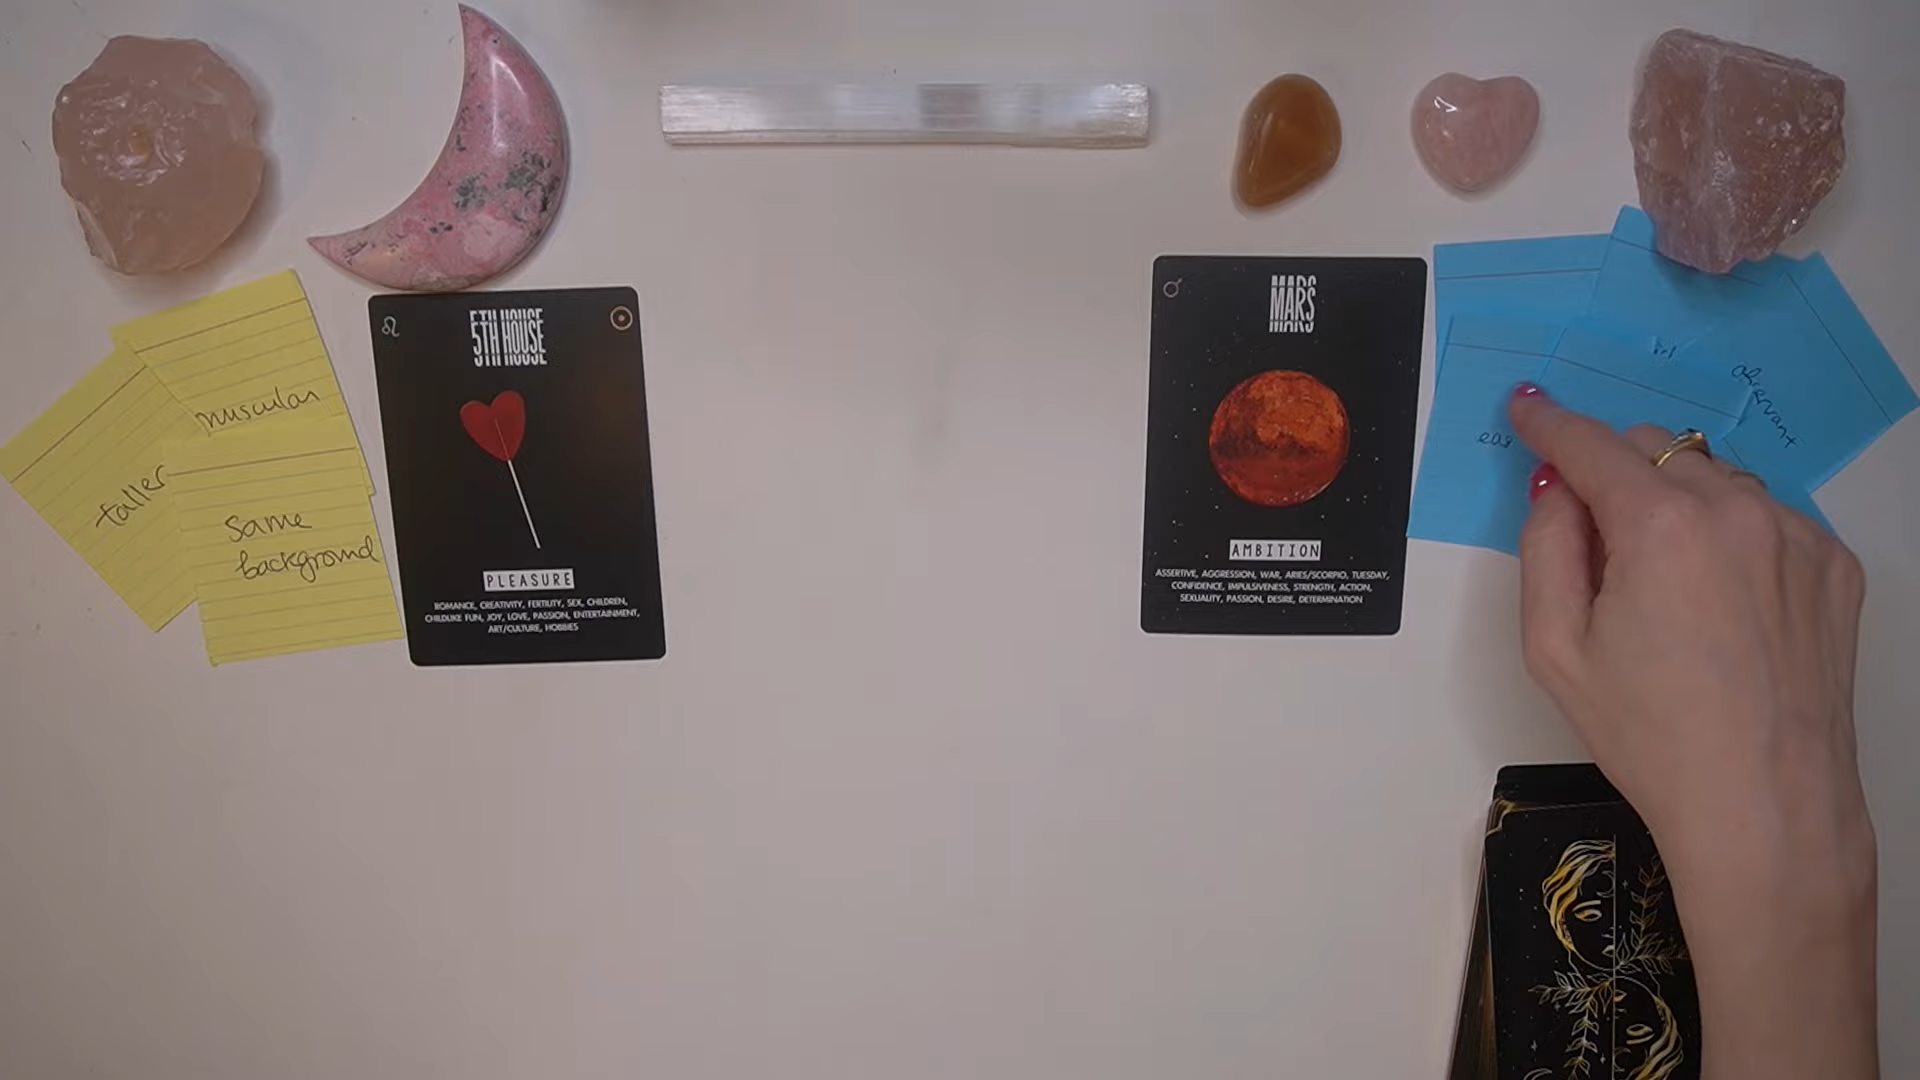 muscular
taller
same
background
5TH HOUSE
PLEASURE
ROMANCE, CREATIVITY, FERTILITY, SEX, CHILDREN,
CHILDLIKE FUN, JOY, LOVE, PASSION, ENTERTAINMENT,
ART/CULTURE, HOBBIES
MARS
AMBITION
ASSERTIVE, AGGRESSION, WAR, ARIES/SCORPIO, TUESDAY,
CONFIDENCE, IMPULSIVENESS, STRENGTH, ACTION,
SEXUALITY, PASSION, DESIRE, DETERMINATION
observant